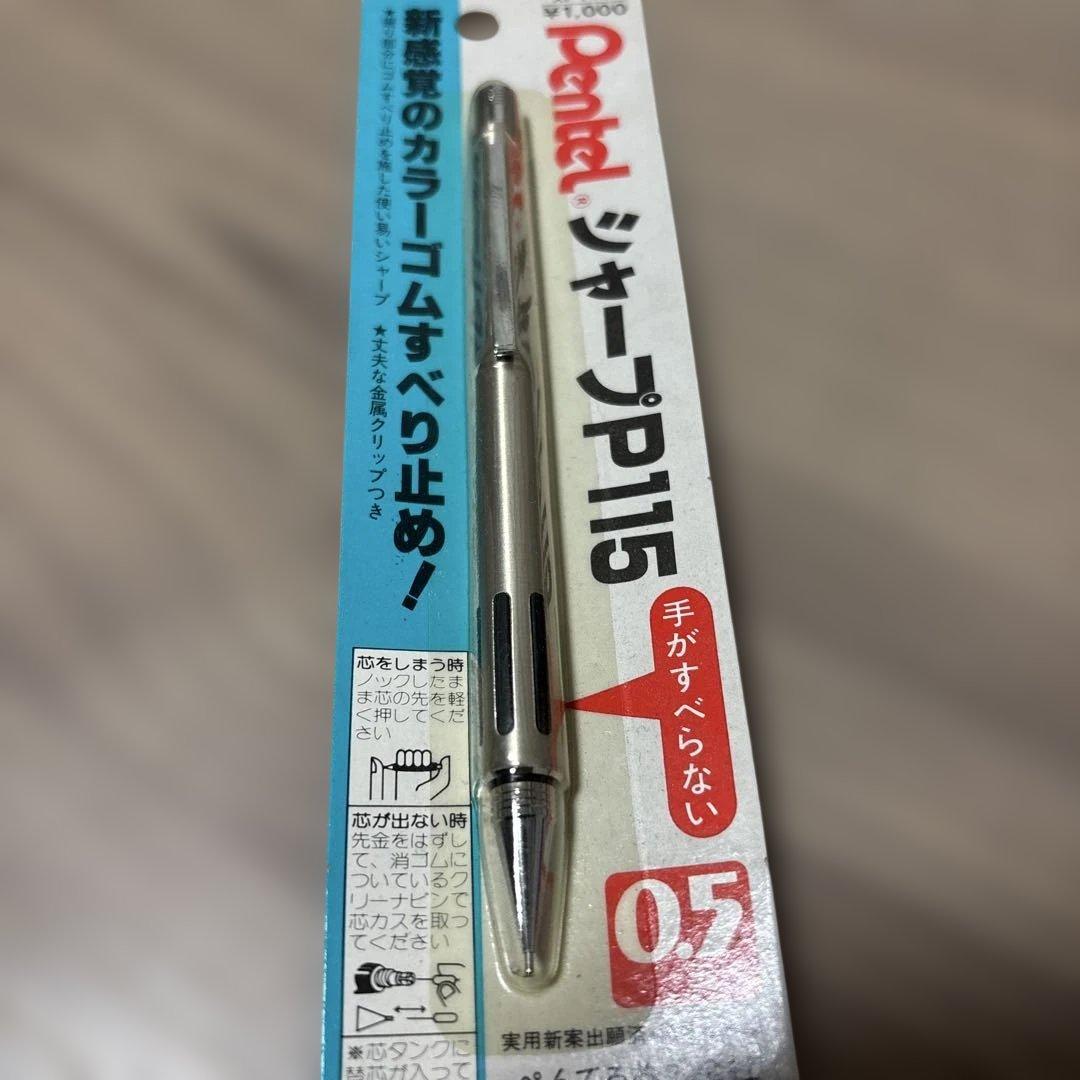 ¥1,000
Pentel®
シャープP115
新感覚のカラーゴムすべり止め!
★握り部分にゴムすべり止めを施した使い易いシャープ
★丈夫な金属クリップつき
手がすべらない
0.5
芯をしまう時
ノックしたま
ま芯の先を軽
く押してくだ
さい
芯が出ない時
先金をはずし
て、消ゴムに
ついているク
リーナピンで
芯カスを取っ
てください
※芯タンクに
替芯が入って
実用新案出願済